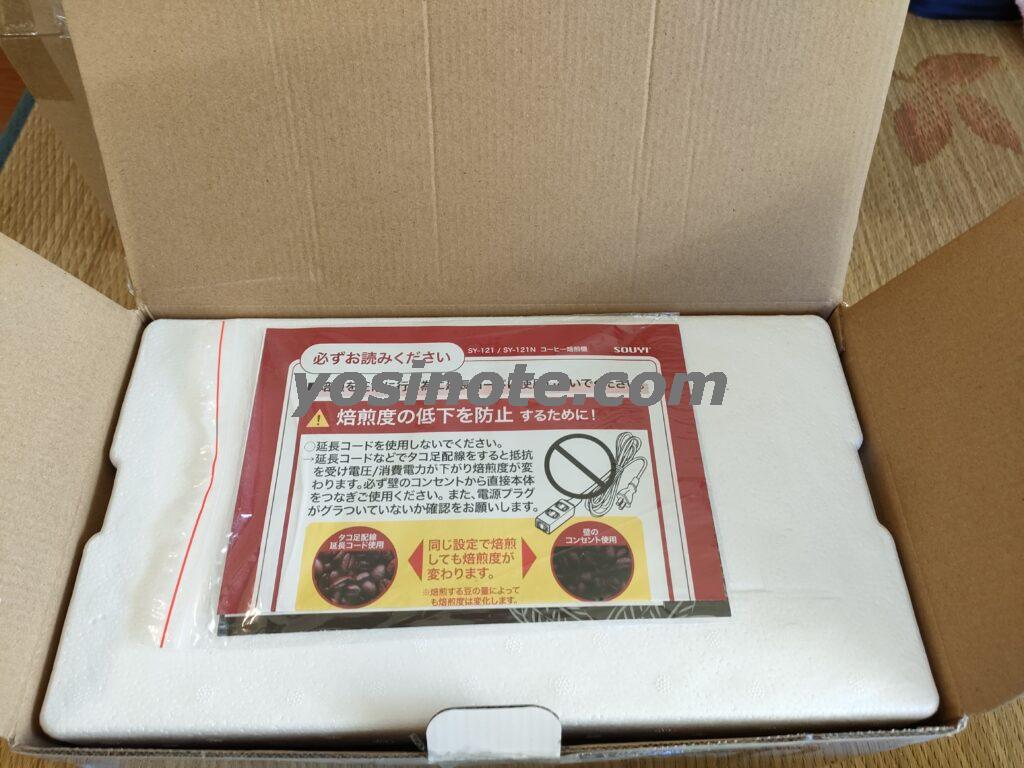 SY-121 / SY-121N コーヒー焙煎機
SOUYI
必ずお読みください
yosinote.com
焙煎度の低下を防止 するために!
○延長コードを使用しないでください。
→延長コードなどでタコ足配線をすると抵抗
を受け電圧/消費電力が下がり焙煎度が変
わります。必ず壁のコンセントから直接本体
をつなぎご使用ください。また、電源プラグ
がグラついていないか確認をお願いします。
タコ足配線
延長コード使用
同じ設定で焙煎
しても焙煎度が
変わります。
※焙煎する豆の量によって
も焙煎度は変化します。
壁の
コンセント使用